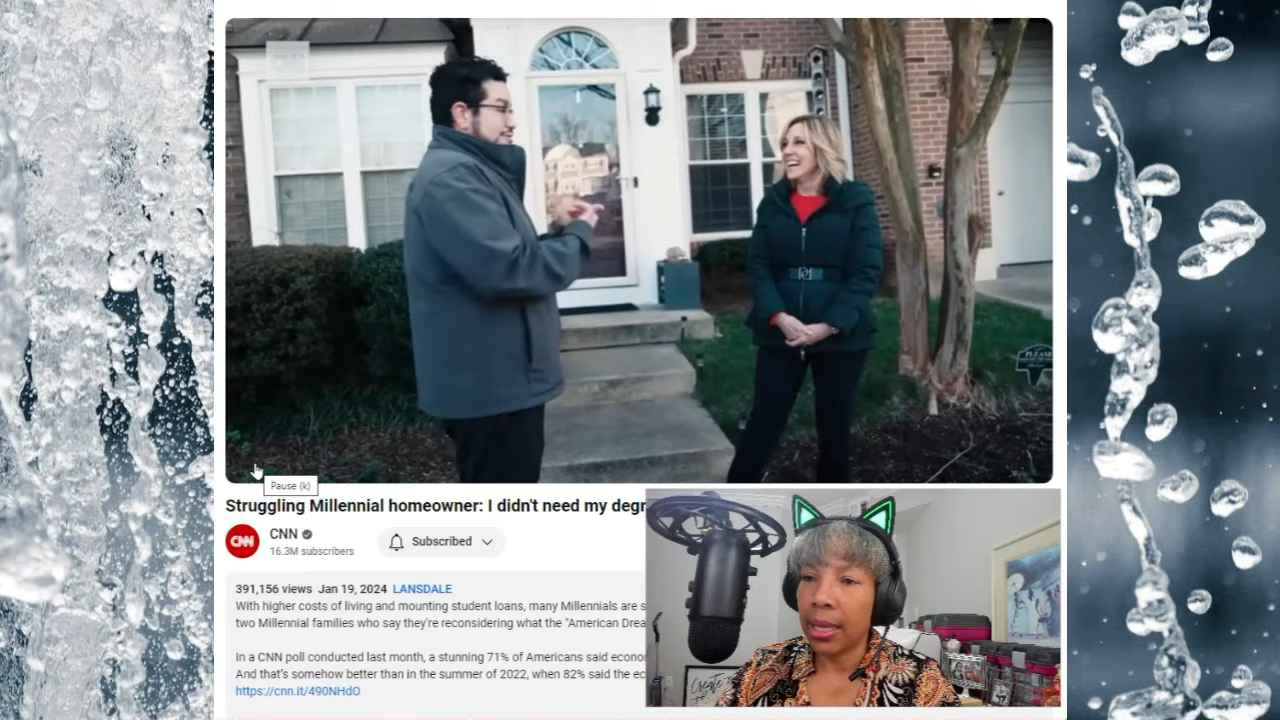 PLEASE
Pause (k)
Struggling Millennial homeowner: I didn't need my degr
CNN
CNN
16.3M subscribers
Subscribed
391,156 views Jan 19, 2024 LANSDALE
With higher costs of living and mounting student loans, many Millennials are s
two Millennial families who say they're reconsidering what the "American Drea
In a CNN poll conducted last month, a stunning 71% of Americans said econo
And that's somehow better than in the summer of 2022, when 82% said the ec
https://cnn.it/490NHdO
Create